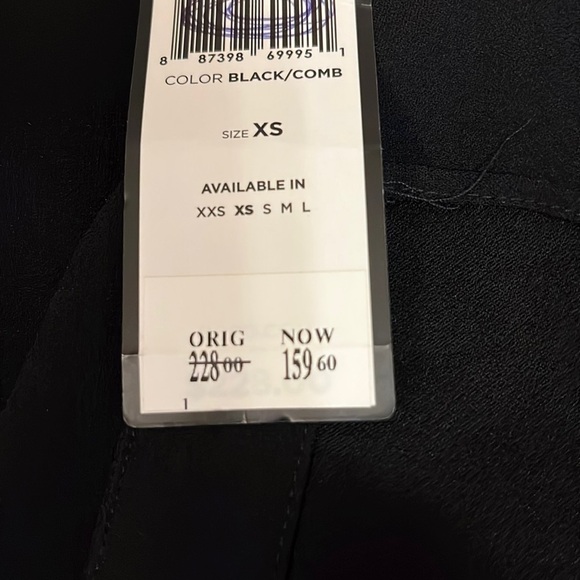 8 87398 69995 1
COLOR BLACK/COMB
SIZE XS
AVAILABLE IN
XXS XS S M L
ORIG NOW
228 00 159 60
1